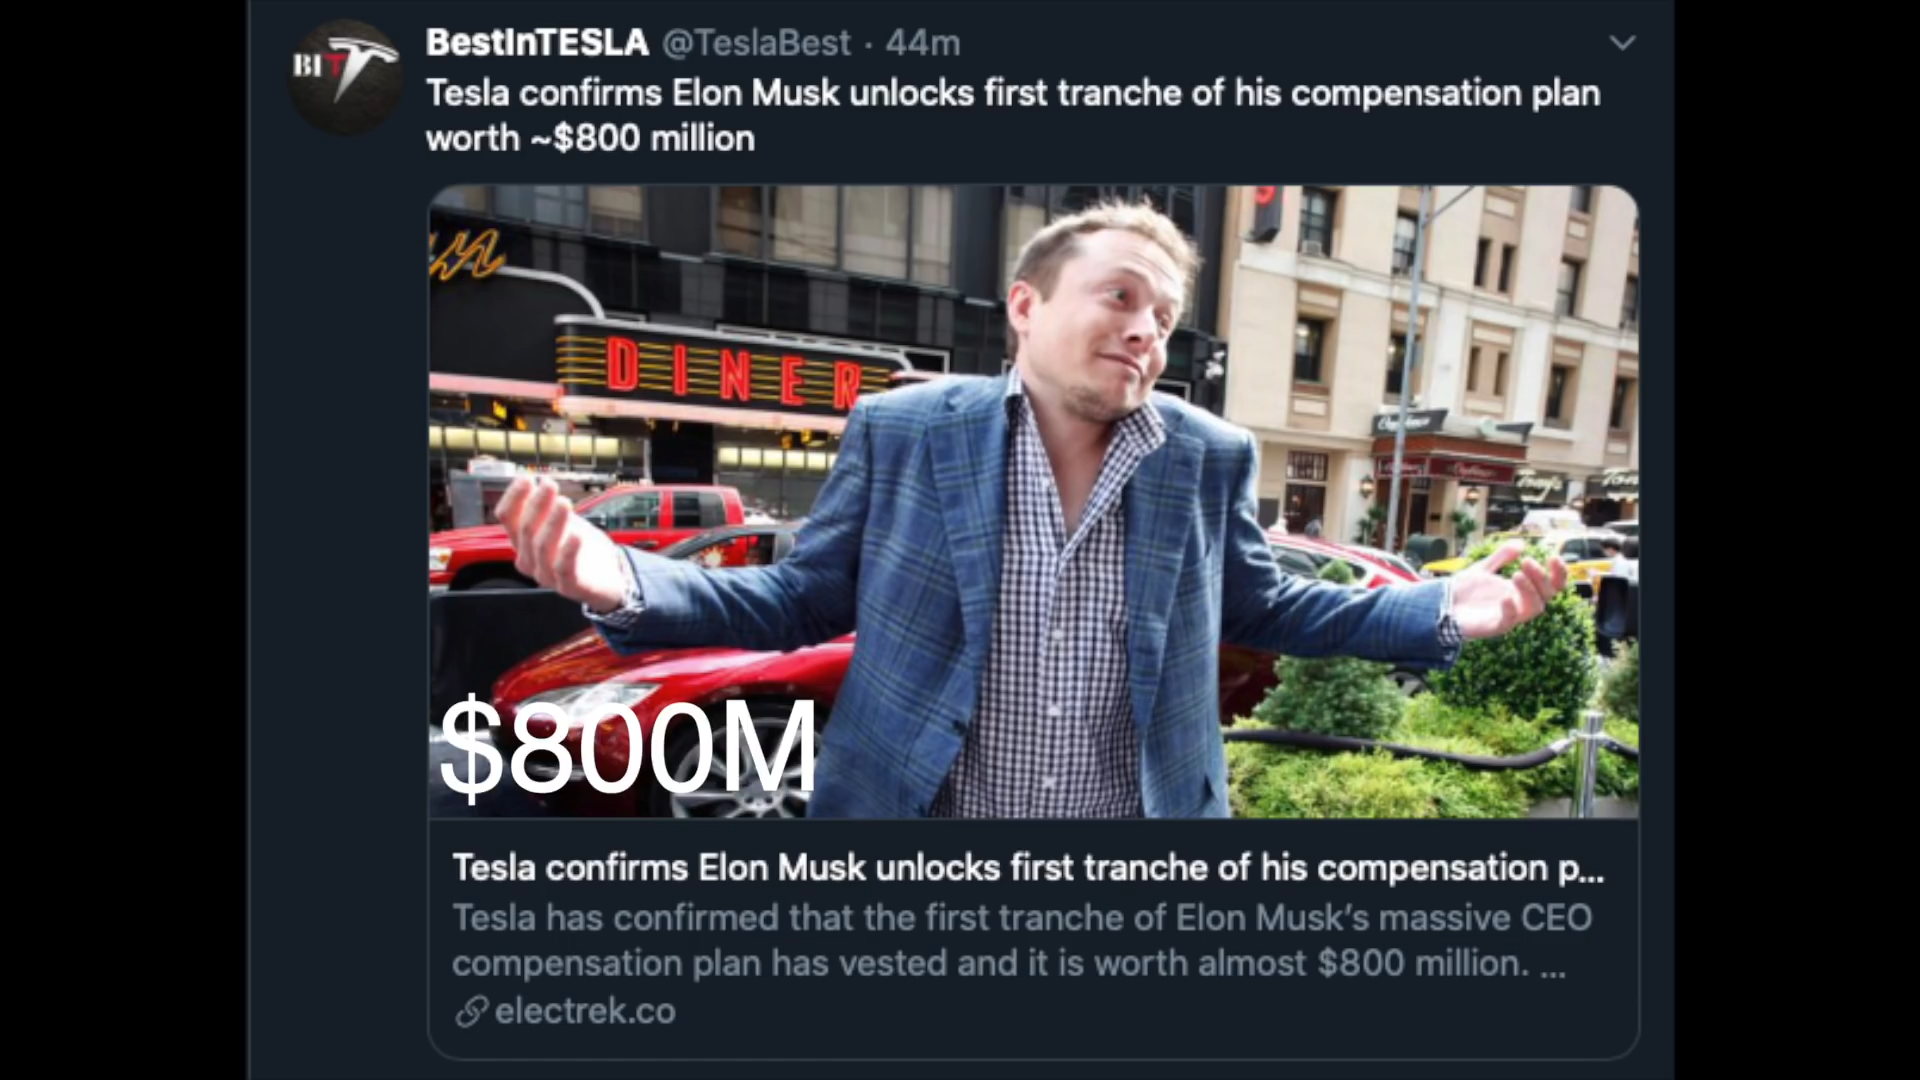 BIT
BestInTESLA @TeslaBest · 44m
Tesla confirms Elon Musk unlocks first tranche of his compensation plan
worth ~$800 million
DINER
$800M
Tesla confirms Elon Musk unlocks first tranche of his compensation p...
Tesla has confirmed that the first tranche of Elon Musk's massive CEO
compensation plan has vested and it is worth almost $800 million. ...
electrek.co